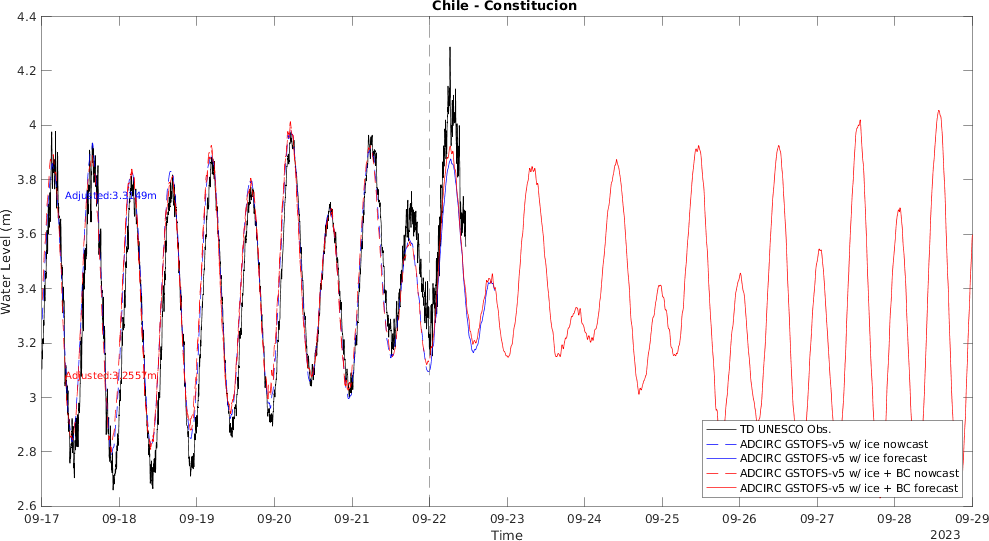 Chile - Constitucion
4.4
4.2
4
3.8
3.6
3.4
3.2
3
2.8
2.6
Water Level (m)
Adjusted:3.3349m
Adjusted:3.2557m
TD UNESCO Obs.
ADCIRC GSTOFS-v5 w/ ice nowcast
ADCIRC GSTOFS-v5 w/ ice forecast
ADCIRC GSTOFS-v5 w/ ice + BC nowcast
ADCIRC GSTOFS-v5 w/ ice + BC forecast
09-17 09-18 09-19 09-20 09-21 09-22 09-23 09-24 09-25 09-26 09-27 09-28 09-29
Time
2023